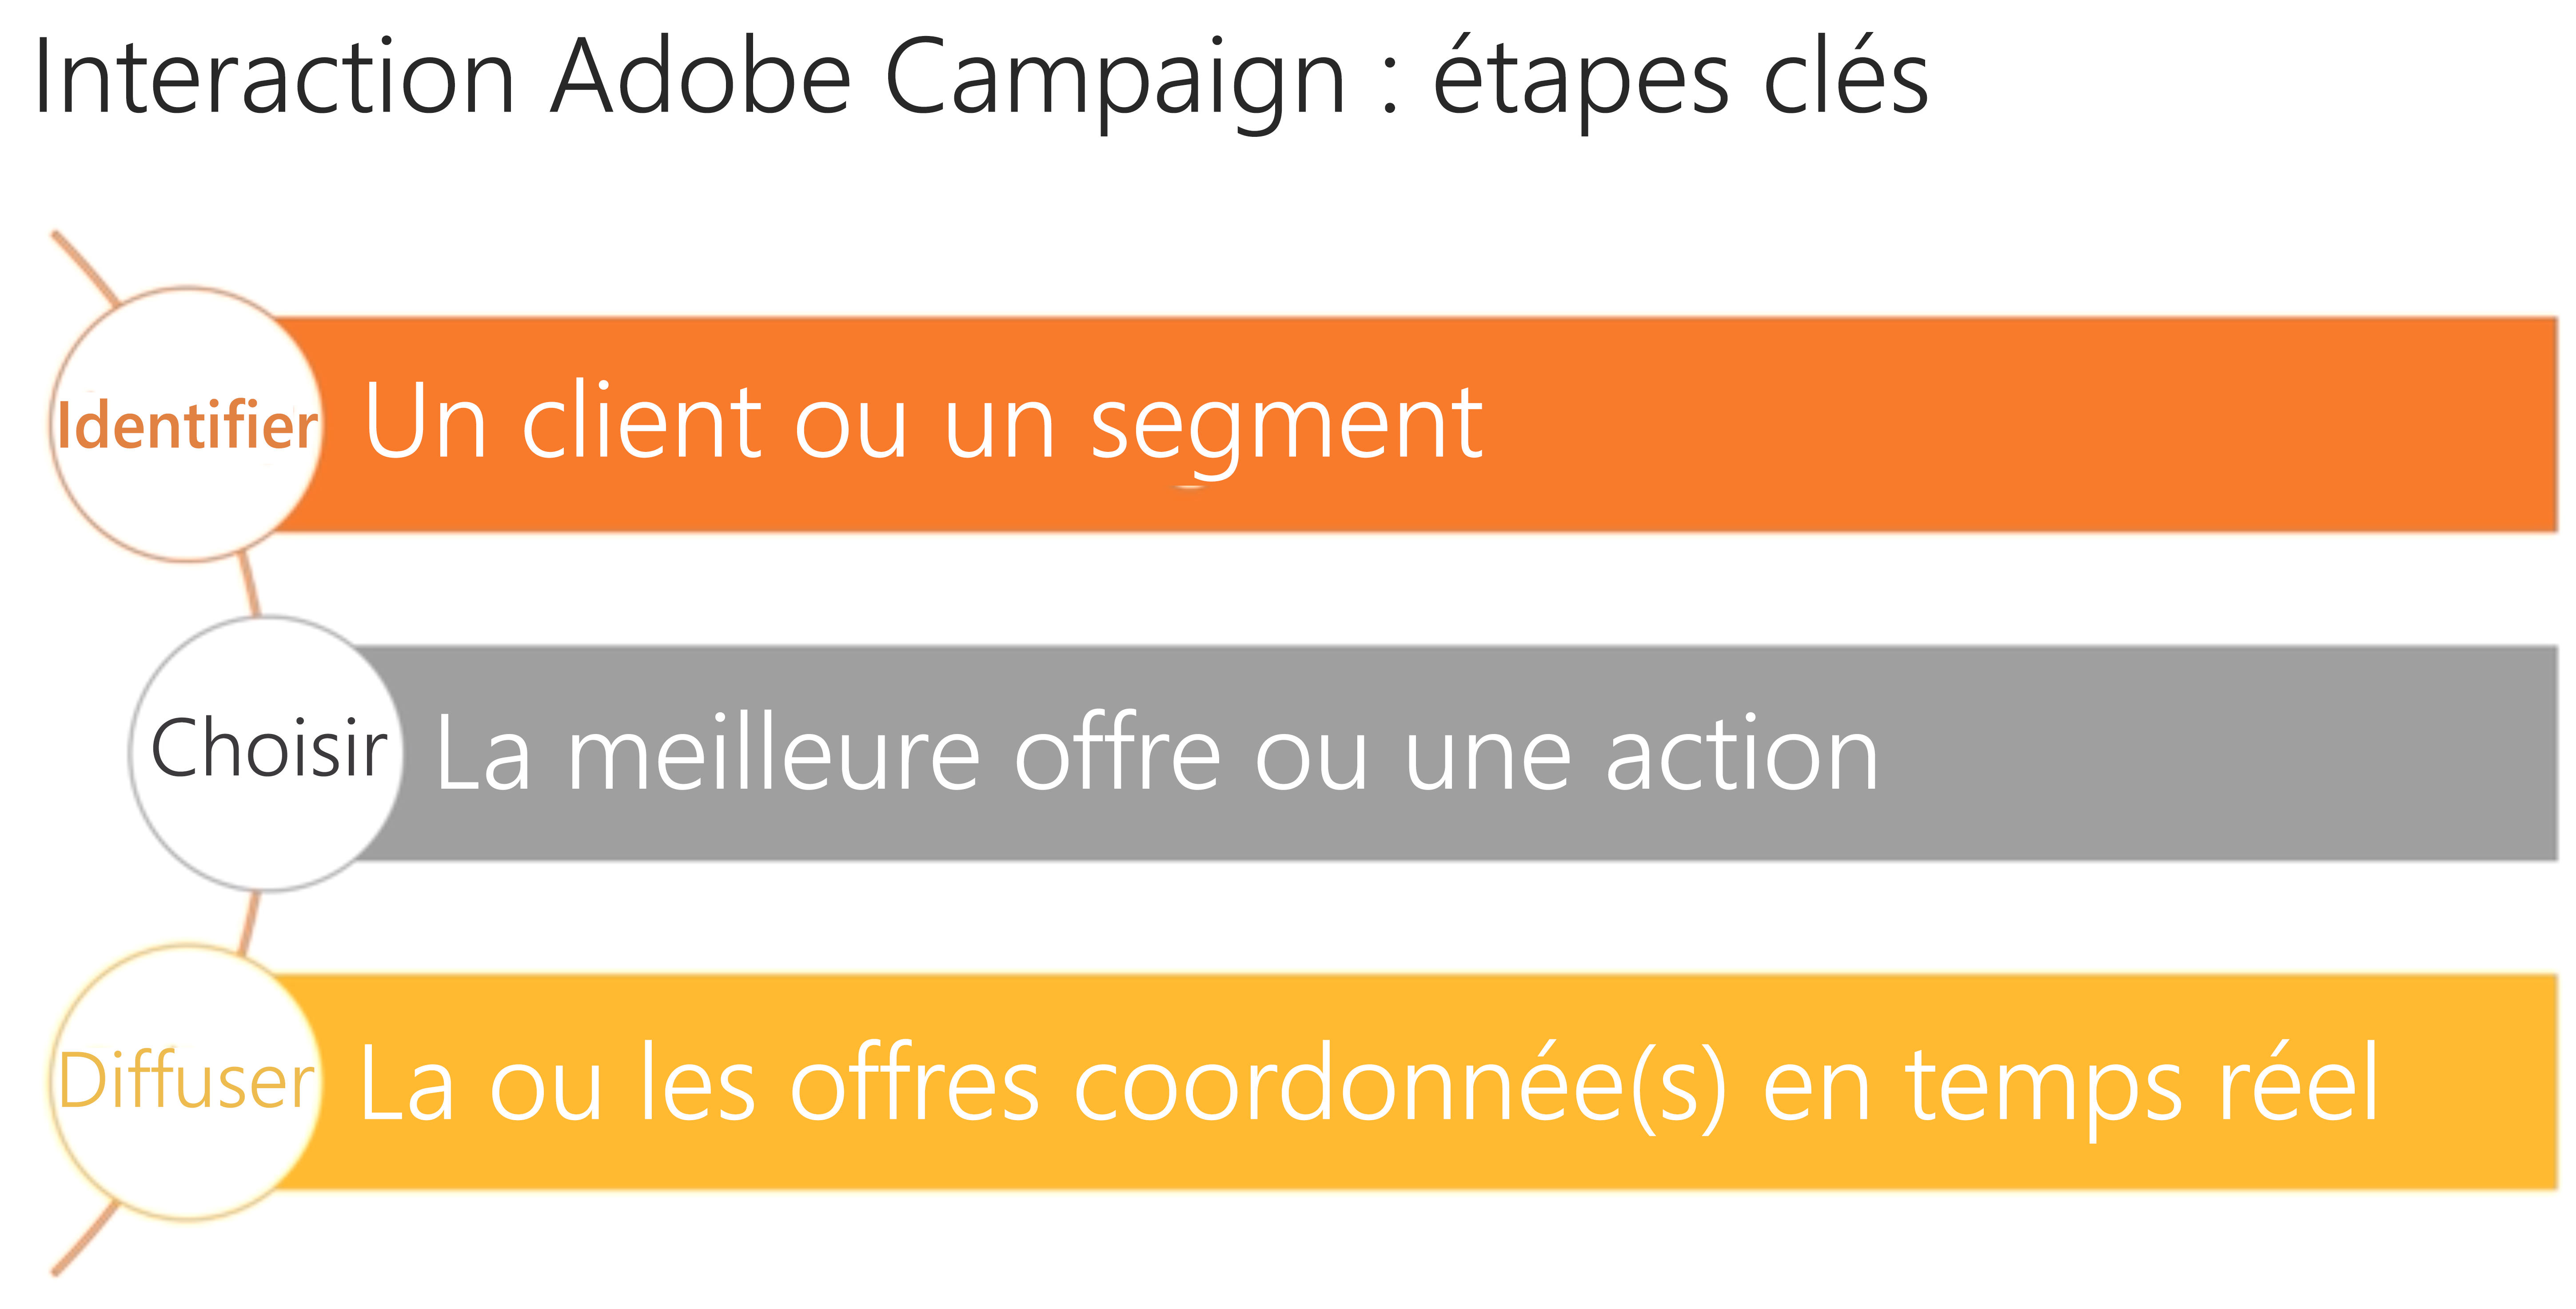 Interaction Adobe Campaign : étapes clés
Identifier
Un client ou un segment
Choisir
La meilleure offre ou une action
Diffuser
La ou les offres coordonnée(s) en temps réel